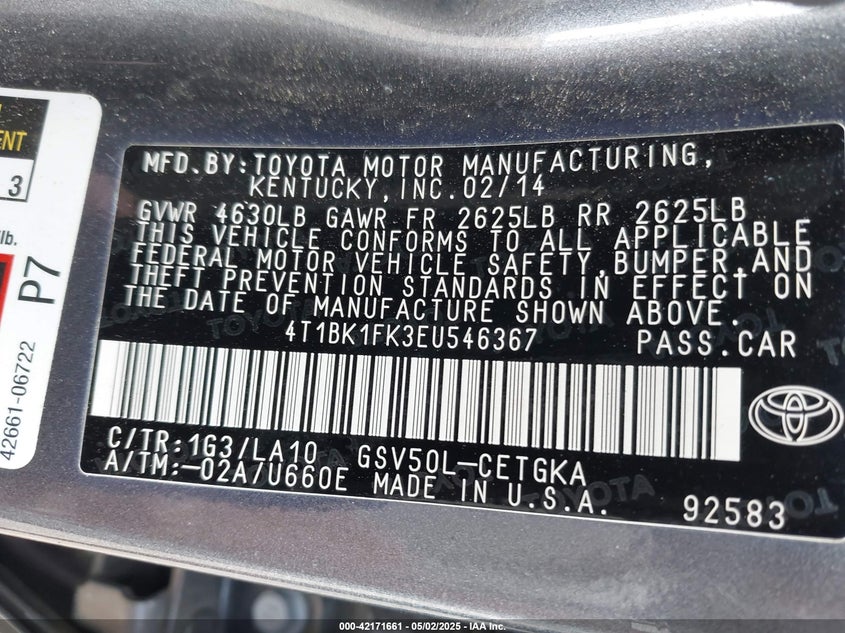 ENT
3
lb.
P7
42661-06722
MFD.BY:TOYOTA MOTOR MANUFACTURING,
KENTUCKY,INC.02/14
GVWR 4630LB GAWR FR 2625LB RR 2625LB
THIS VEHICLE CONFORMS TO ALL APPLICABLE
FEDERAL MOTOR VEHICLE SAFETY,BUMPER,AND
THEFT PREVENTION STANDARDS IN EFFECT ON
THE DATE OF MANUFACTURE SHOWN ABOVE.
4T1BK1FK3EU546367 PASS.CAR
C/TR:1G3/LA10 GSV50L-CETGKA
A/TM:-02A/U660E MADE IN U.S.A. 92583
TOYOTA
000-42171661 - 05/02/2025 - IAA Inc.